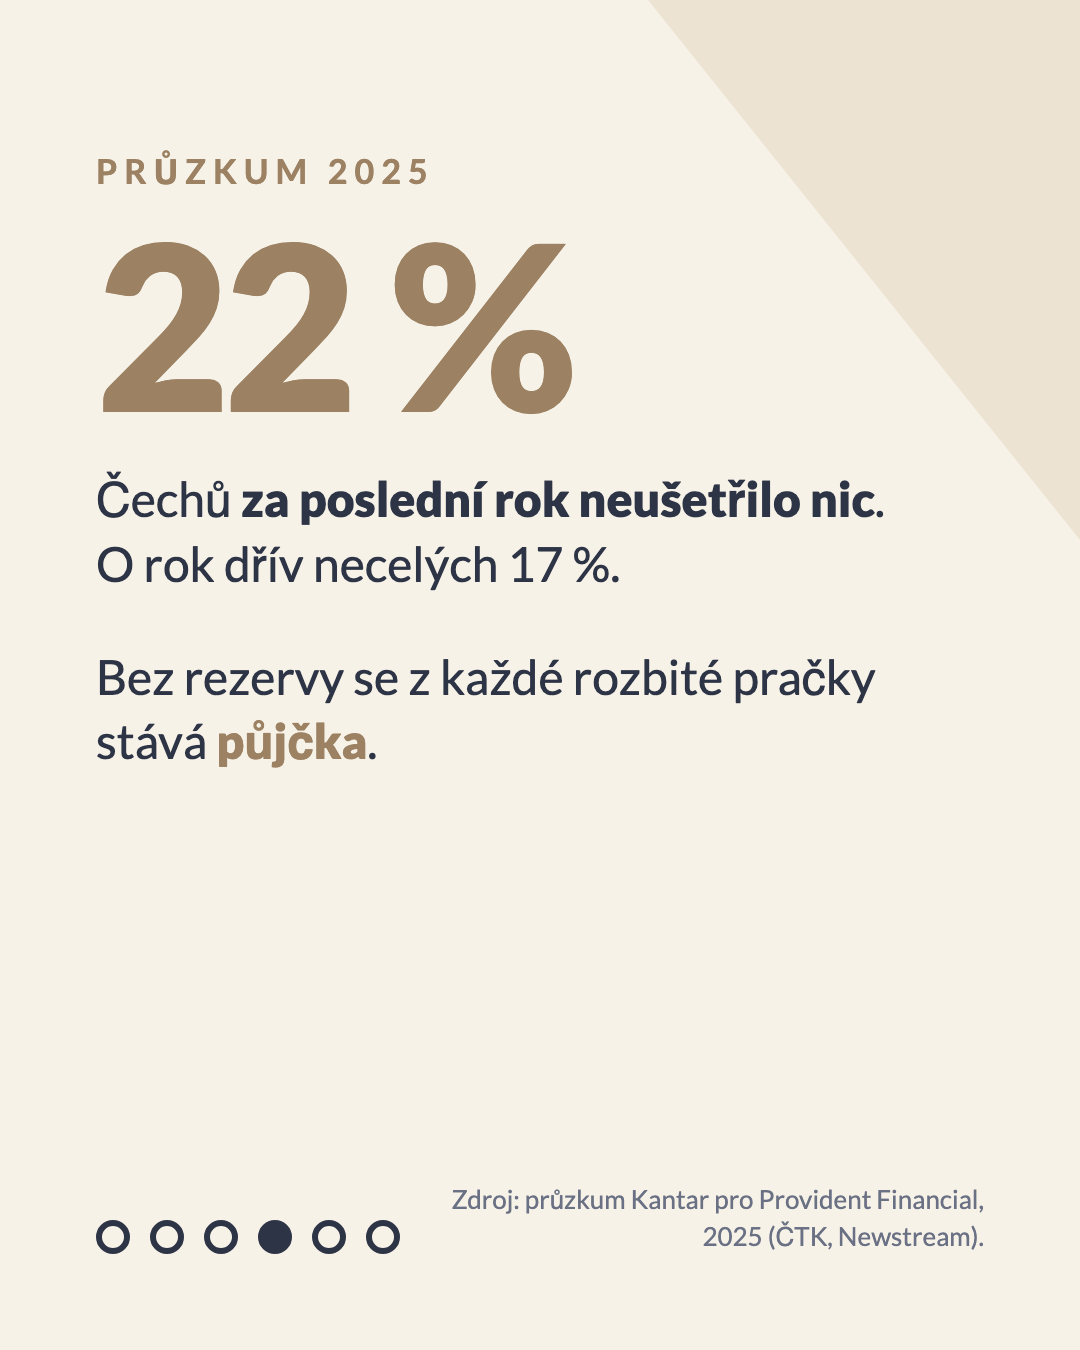 PRŮZKUM 2025
22 %
Čechů za poslední rok neušetřilo nic.
O rok dřív necelých 17 %.
Bez rezervy se z každé rozbité pračky
stává půjčka.
Zdroj: průzkum Kantar pro Provident Financial,
2025 (ČTK, Newstream).